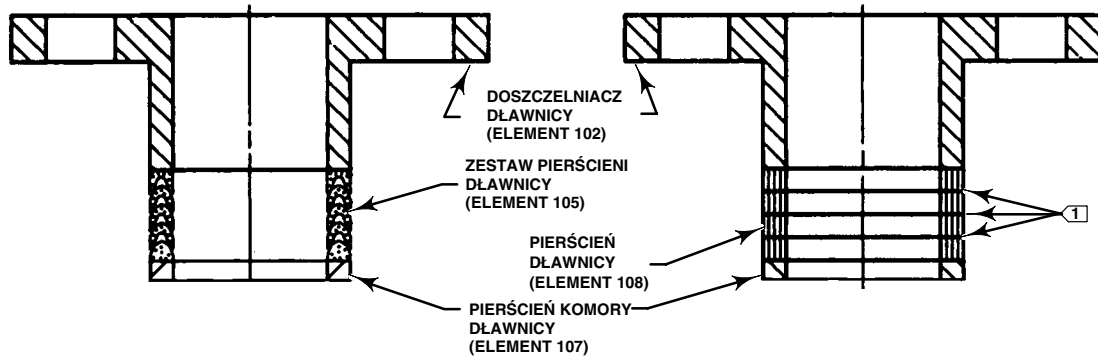 DOSZCZELNIACZ
DŁAWNICY
(ELEMENT 102)
ZESTAW PIERŚCIENI
DŁAWNICY
(ELEMENT 105)
PIERŚCIEŃ
DŁAWNICY
(ELEMENT 108)
1
PIERŚCIEŃ KOMORY
DŁAWNICY
(ELEMENT 107)